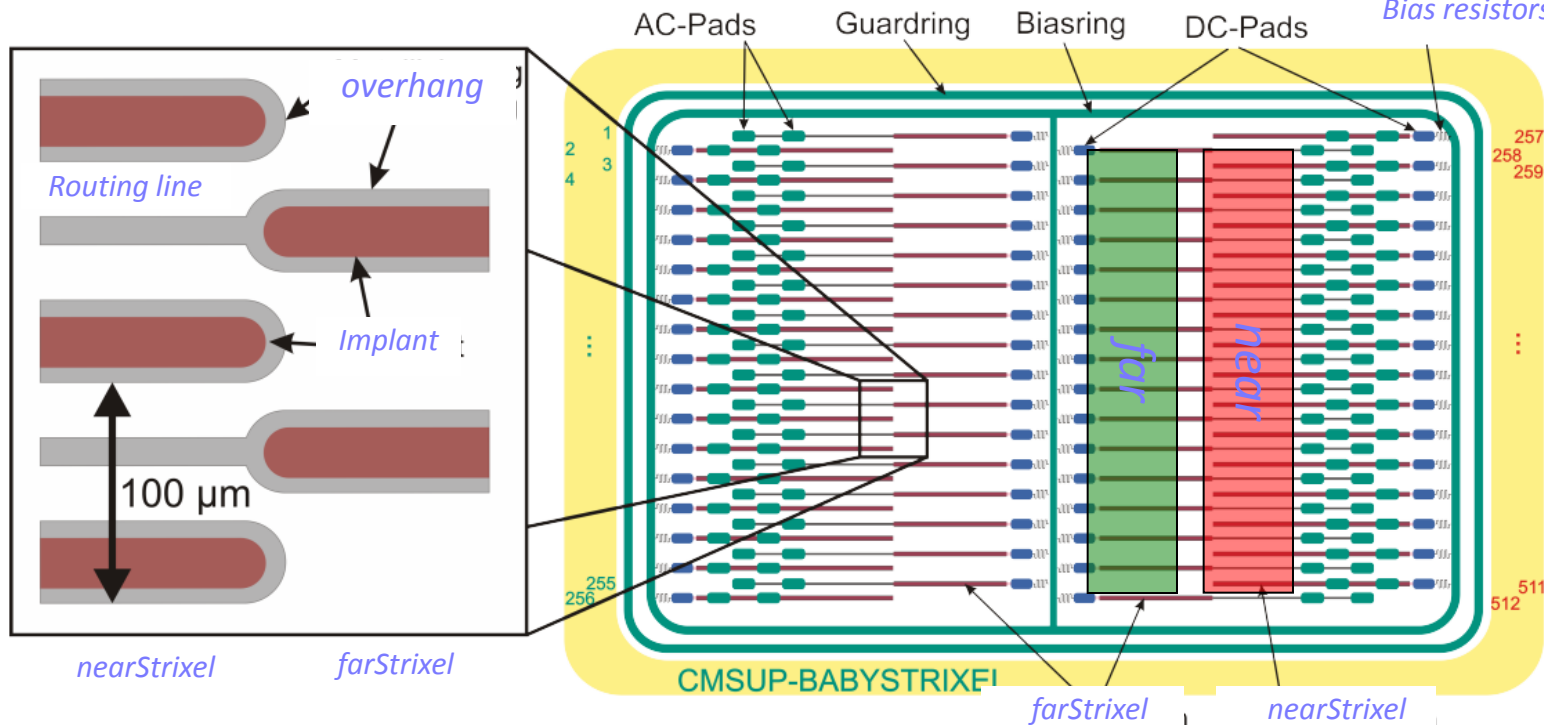 AC-Pads
Guardring
Biasring
DC-Pads
Bias resistors
overhang
Routing line
Implant
100 µm
nearStrixel
farStrixel
1
2
3
4
...
255
256
far
near
257
258
259
...
511
512
CMSUP-BABYSTRIXEL
farStrixel
nearStrixel